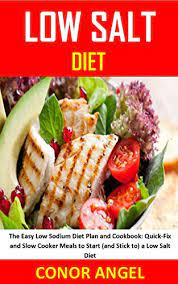 LOW SALT
DIET
The Easy Low Sodium Diet Plan and Cookbook: Quick-Fix
and Slow Cooker Meals to Start (and Stick to) a Low Salt
Diet
CONOR ANGEL